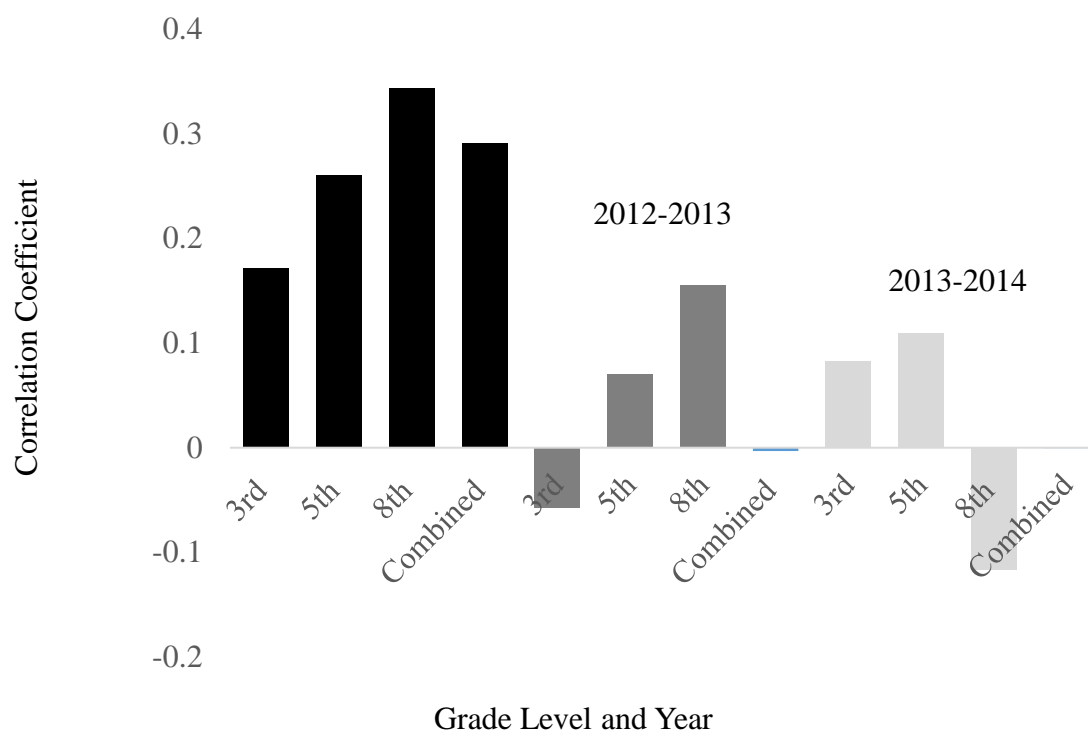 0.4
0.3
0.2
0.1
0
-0.1
-0.2
Correlation Coefficient
2012-2013
2013-2014
3rd
5th
8th
Combined
3rd
5th
8th
Combined
3rd
5th
8th
Combined
Grade Level and Year